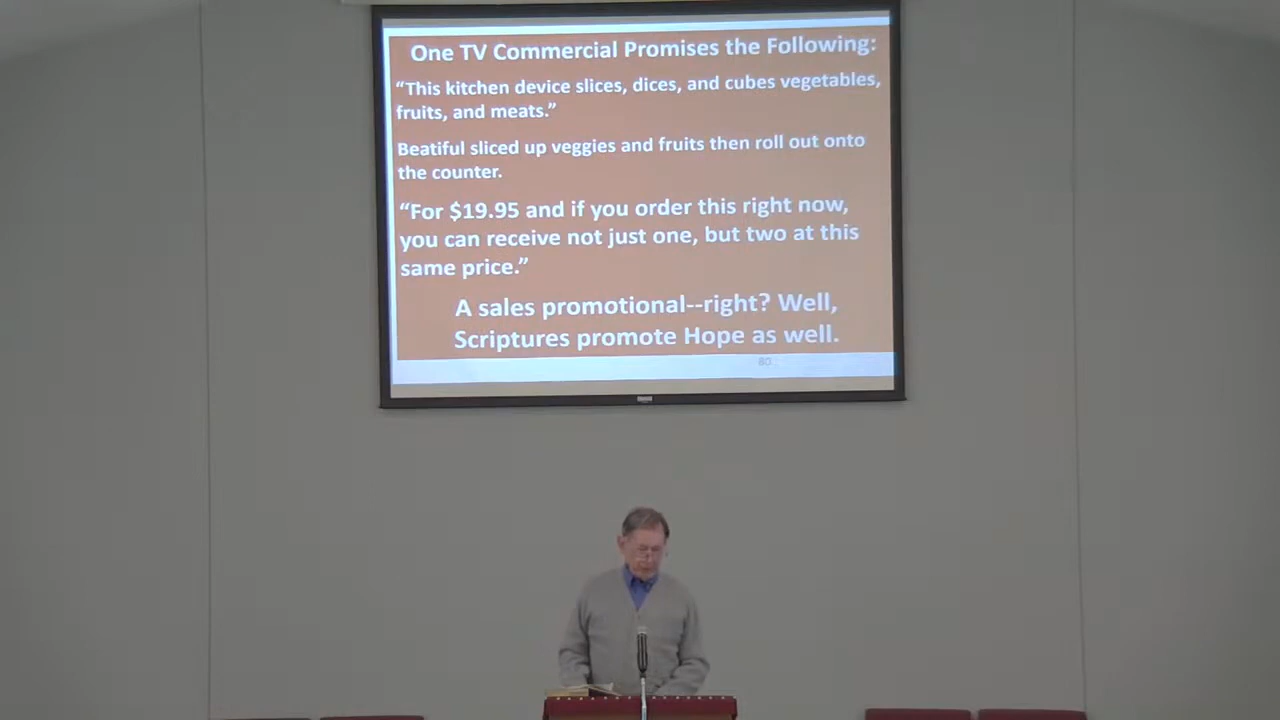 One TV Commercial Promises the Following:
“This kitchen device slices, dices, and cubes vegetables,
fruits, and meats.”
Beatiful sliced up veggies and fruits then roll out onto
the counter.
“For $19.95 and if you order this right now,
you can receive not just one, but two at this
same price.”
A sales promotional--right? Well,
Scriptures promote Hope as well.
80